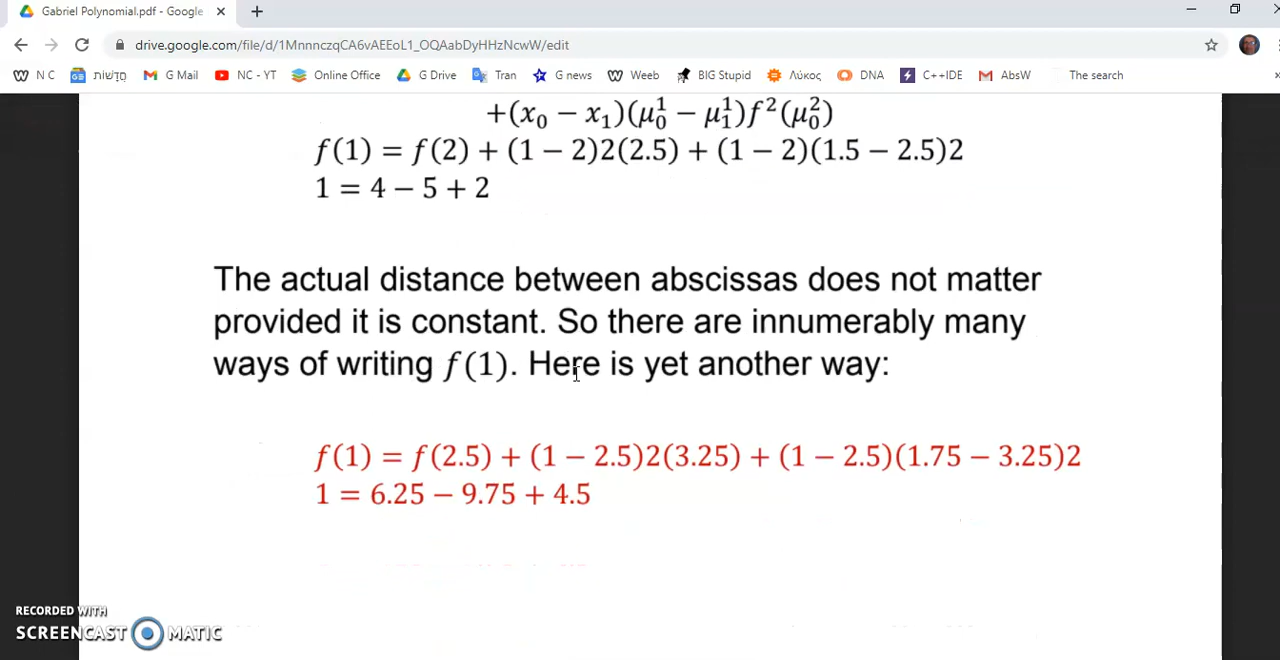 Gabriel Polynomial.pdf - Google
drive.google.com/file/d/1MnnnczqCA6vAEEoL1_OQAabDyHHzNcwW/edit
N C חֲדָשׁוֹת G Mail NC - YT Online Office G Drive Tran G news Weeb BIG Stupid Λύκος DNA C++IDE AbsW The search
+(x₀ − x₁)(μ₀¹ − μ₁¹)f²(μ₀²)
f(1) = f(2) + (1 − 2)2(2.5) + (1 − 2)(1.5 − 2.5)2
1 = 4 − 5 + 2
The actual distance between abscissas does not matter
provided it is constant. So there are innumerably many
ways of writing f(1). Here is yet another way:
f(1) = f(2.5) + (1 − 2.5)2(3.25) + (1 − 2.5)(1.75 − 3.25)2
1 = 6.25 − 9.75 + 4.5
RECORDED WITH
SCREENCAST MATIC